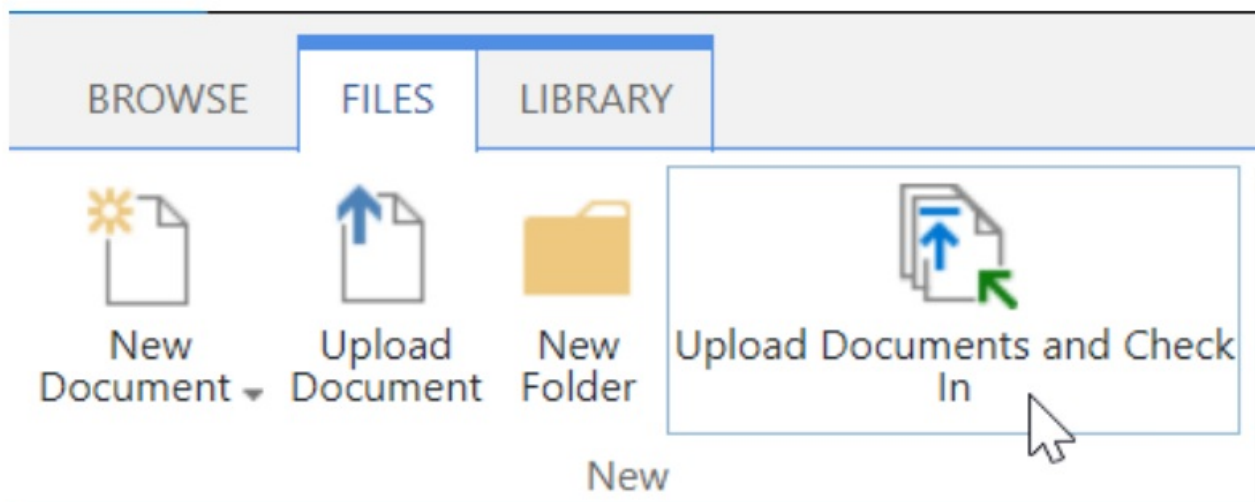 BROWSE FILES LIBRARY
New Upload New Upload Documents and Check
Document Document Folder In
New